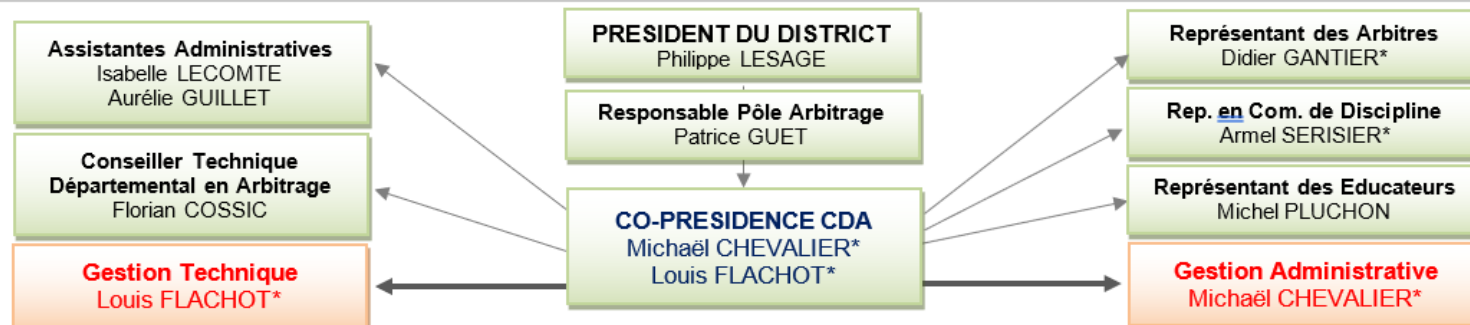 Assistantes Administratives
Isabelle LECOMTE
Aurélie GUILLET
Conseiller Technique
Départemental en Arbitrage
Florian COSSIC
Gestion Technique
Louis FLACHOT*
PRESIDENT DU DISTRICT
Philippe LESAGE
Responsable Pôle Arbitrage
Patrice GUET
CO-PRESIDENCE CDA
Michaël CHEVALIER*
Louis FLACHOT*
Représentant des Arbitres
Didier GANTIER*
Rep. en Com. de Discipline
Armel SERISIER*
Représentant des Educateurs
Michel PLUCHON
Gestion Administrative
Michaël CHEVALIER*